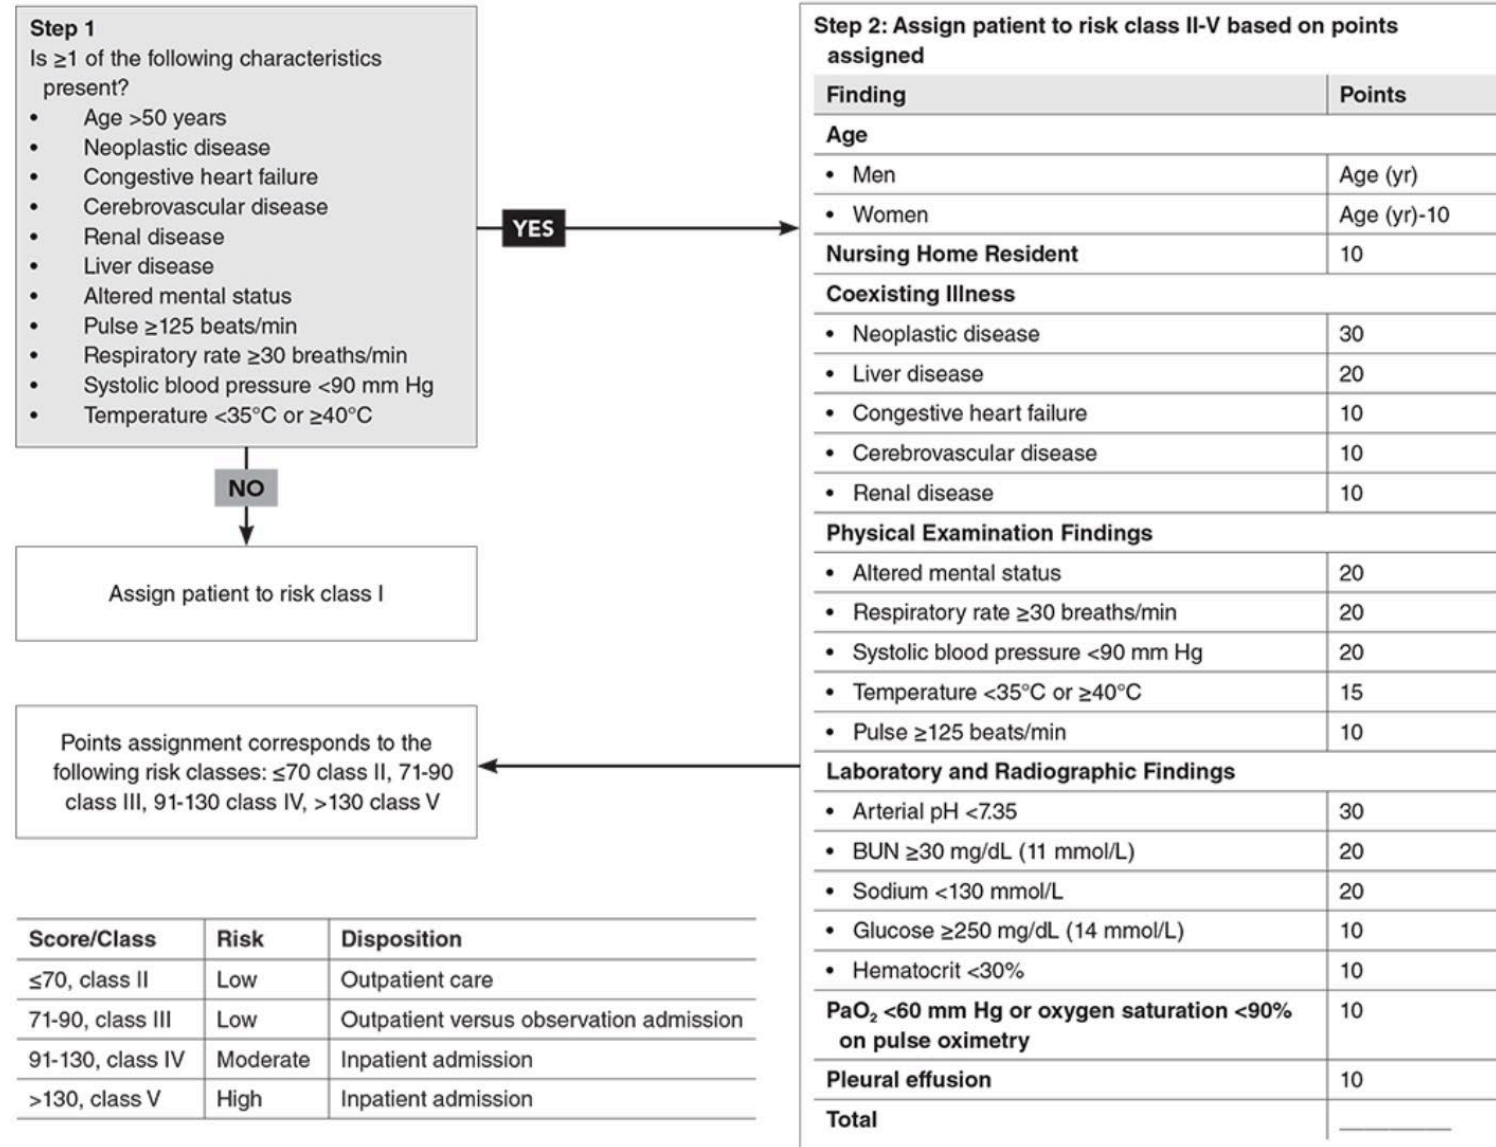 Step 1
Is ≥1 of the following characteristics
present?
• Age >50 years
• Neoplastic disease
• Congestive heart failure
• Cerebrovascular disease
• Renal disease
• Liver disease
• Altered mental status
• Pulse ≥125 beats/min
• Respiratory rate ≥30 breaths/min
• Systolic blood pressure <90 mm Hg
• Temperature <35°C or ≥40°C
YES
NO
Assign patient to risk class I
Step 2: Assign patient to risk class II-V based on points
assigned
Finding Points
Age
• Men Age (yr)
• Women Age (yr)-10
Nursing Home Resident 10
Coexisting Illness
• Neoplastic disease 30
• Liver disease 20
• Congestive heart failure 10
• Cerebrovascular disease 10
• Renal disease 10
Physical Examination Findings
• Altered mental status 20
• Respiratory rate ≥30 breaths/min 20
• Systolic blood pressure <90 mm Hg 20
• Temperature <35°C or ≥40°C 15
• Pulse ≥125 beats/min 10
Laboratory and Radiographic Findings
• Arterial pH <7.35 30
• BUN ≥30 mg/dL (11 mmol/L) 20
• Sodium <130 mmol/L 20
• Glucose ≥250 mg/dL (14 mmol/L) 10
• Hematocrit <30% 10
PaO₂ <60 mm Hg or oxygen saturation <90% 10
on pulse oximetry
Pleural effusion 10
Total
Points assignment corresponds to the
following risk classes: ≤70 class II, 71-90
class III, 91-130 class IV, >130 class V
Score/Class Risk Disposition
≤70, class II Low Outpatient care
71-90, class III Low Outpatient versus observation admission
91-130, class IV Moderate Inpatient admission
>130, class V High Inpatient admission